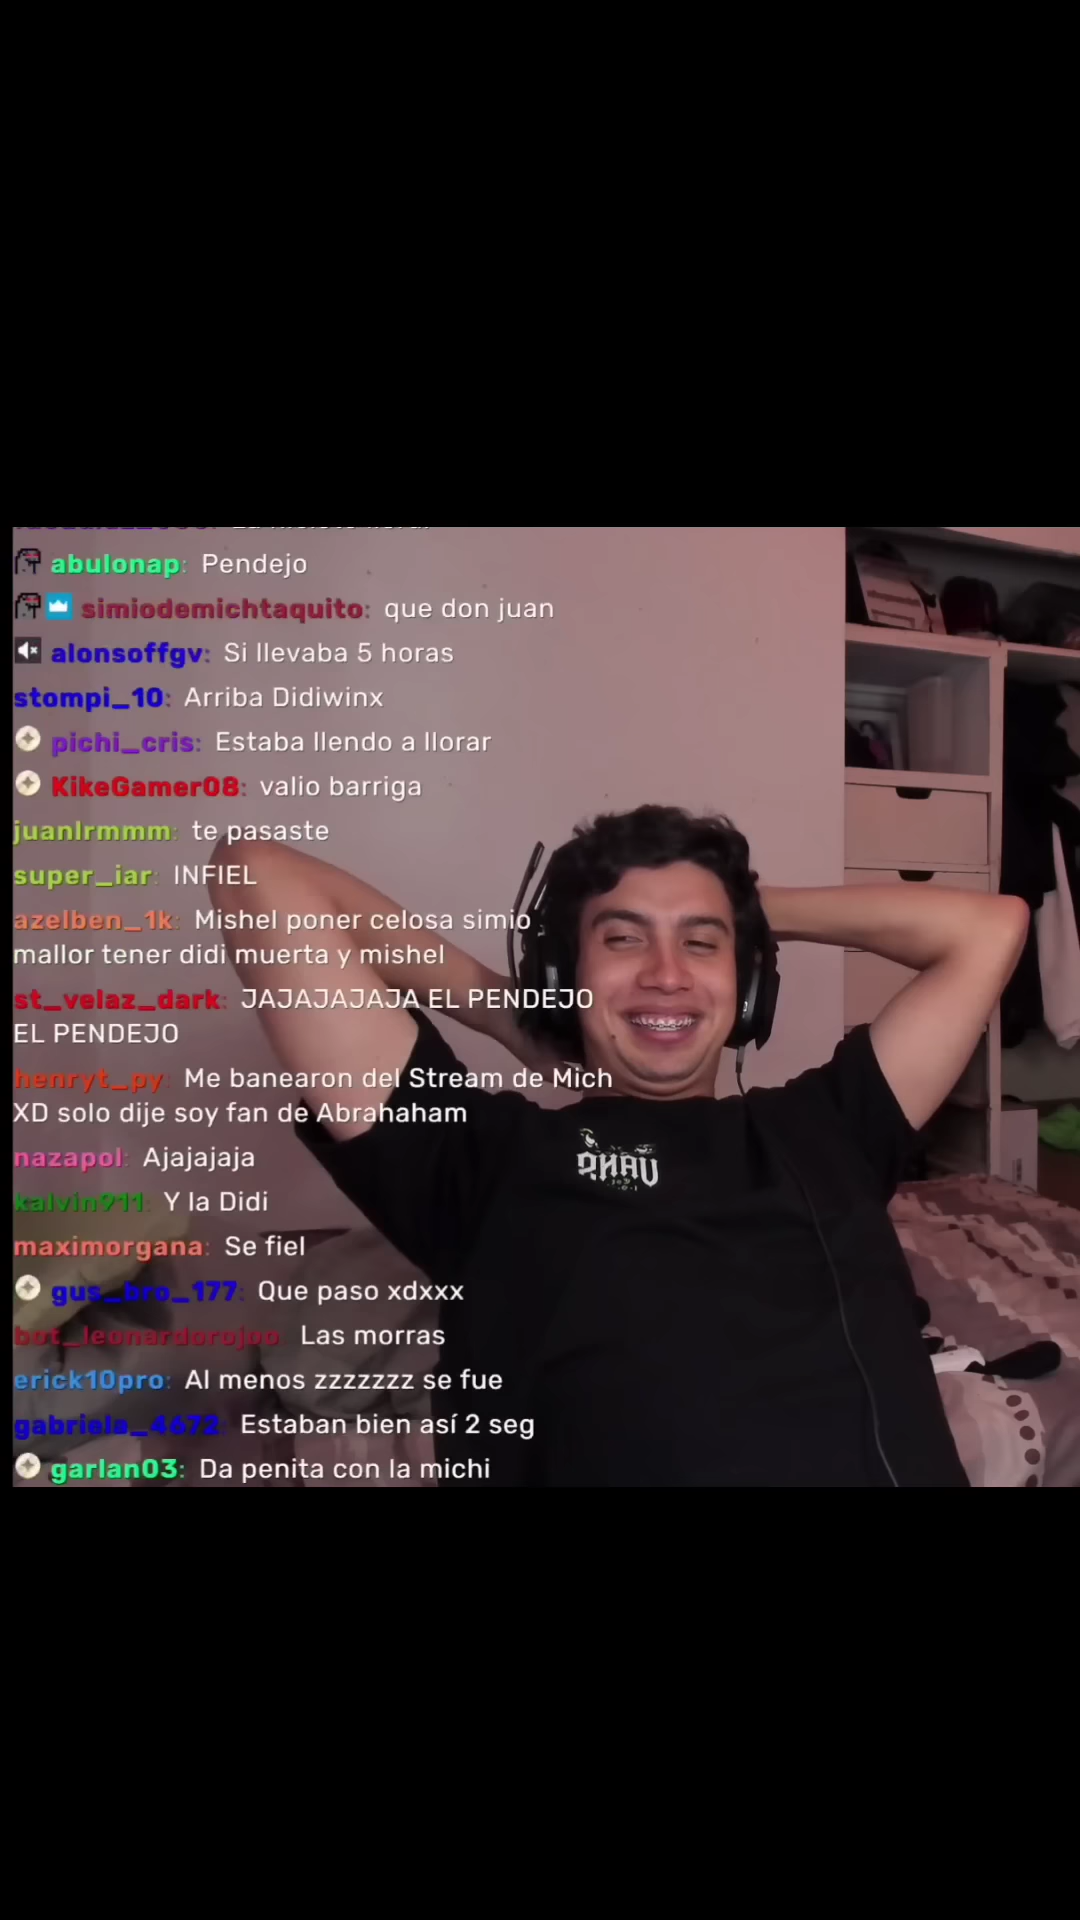 abulonap: Pendejo
simiodemichtaquito: que don juan
alonsoffgv: Si llevaba 5 horas
stompi_10: Arriba Didiwinx
pichi_cris: Estaba llendo a llorar
KikeGamer08: valio barriga
juanlrmmm: te pasaste
super_iar: INFIEL
azelben_1k: Mishel poner celosa simio
mallor tener didi muerta y mishel
st_velaz_dark: JAJAJAJAJA EL PENDEJO
EL PENDEJO
henryt_py: Me banearon del Stream de Mich
XD solo dije soy fan de Abrahaham
nazapol: Ajajajaja
kalvin911: Y la Didi
maximorgana: Se fiel
gus_bro_177: Que paso xdxxx
bot_leonardorojoo: Las morras
erick10pro: Al menos zzzzzzz se fue
gabriela_4672: Estaban bien así 2 seg
garlan03: Da penita con la michi